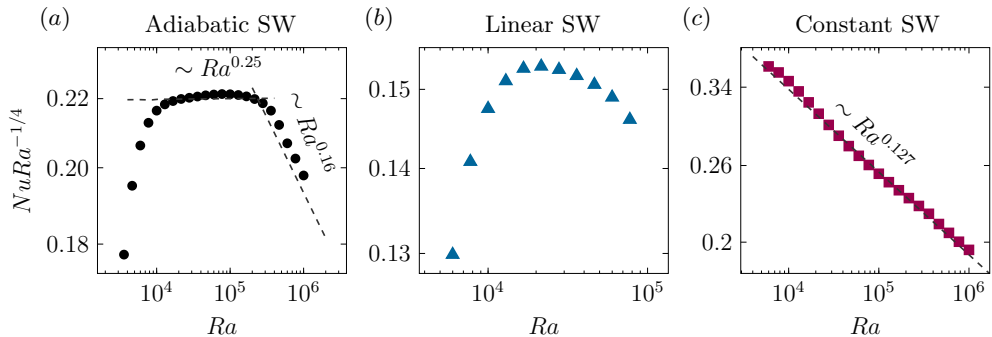 (a) Adiabatic SW
(b) Linear SW
(c) Constant SW
NuRa^{-1/4}
0.22
0.20
0.18
∼ Ra^{0.25}
∼ Ra^{0.16}
10^4 10^5 10^6
Ra
0.15
0.14
0.13
10^4 10^5
Ra
0.34
0.26
0.2
∼ Ra^{0.127}
10^4 10^5 10^6
Ra